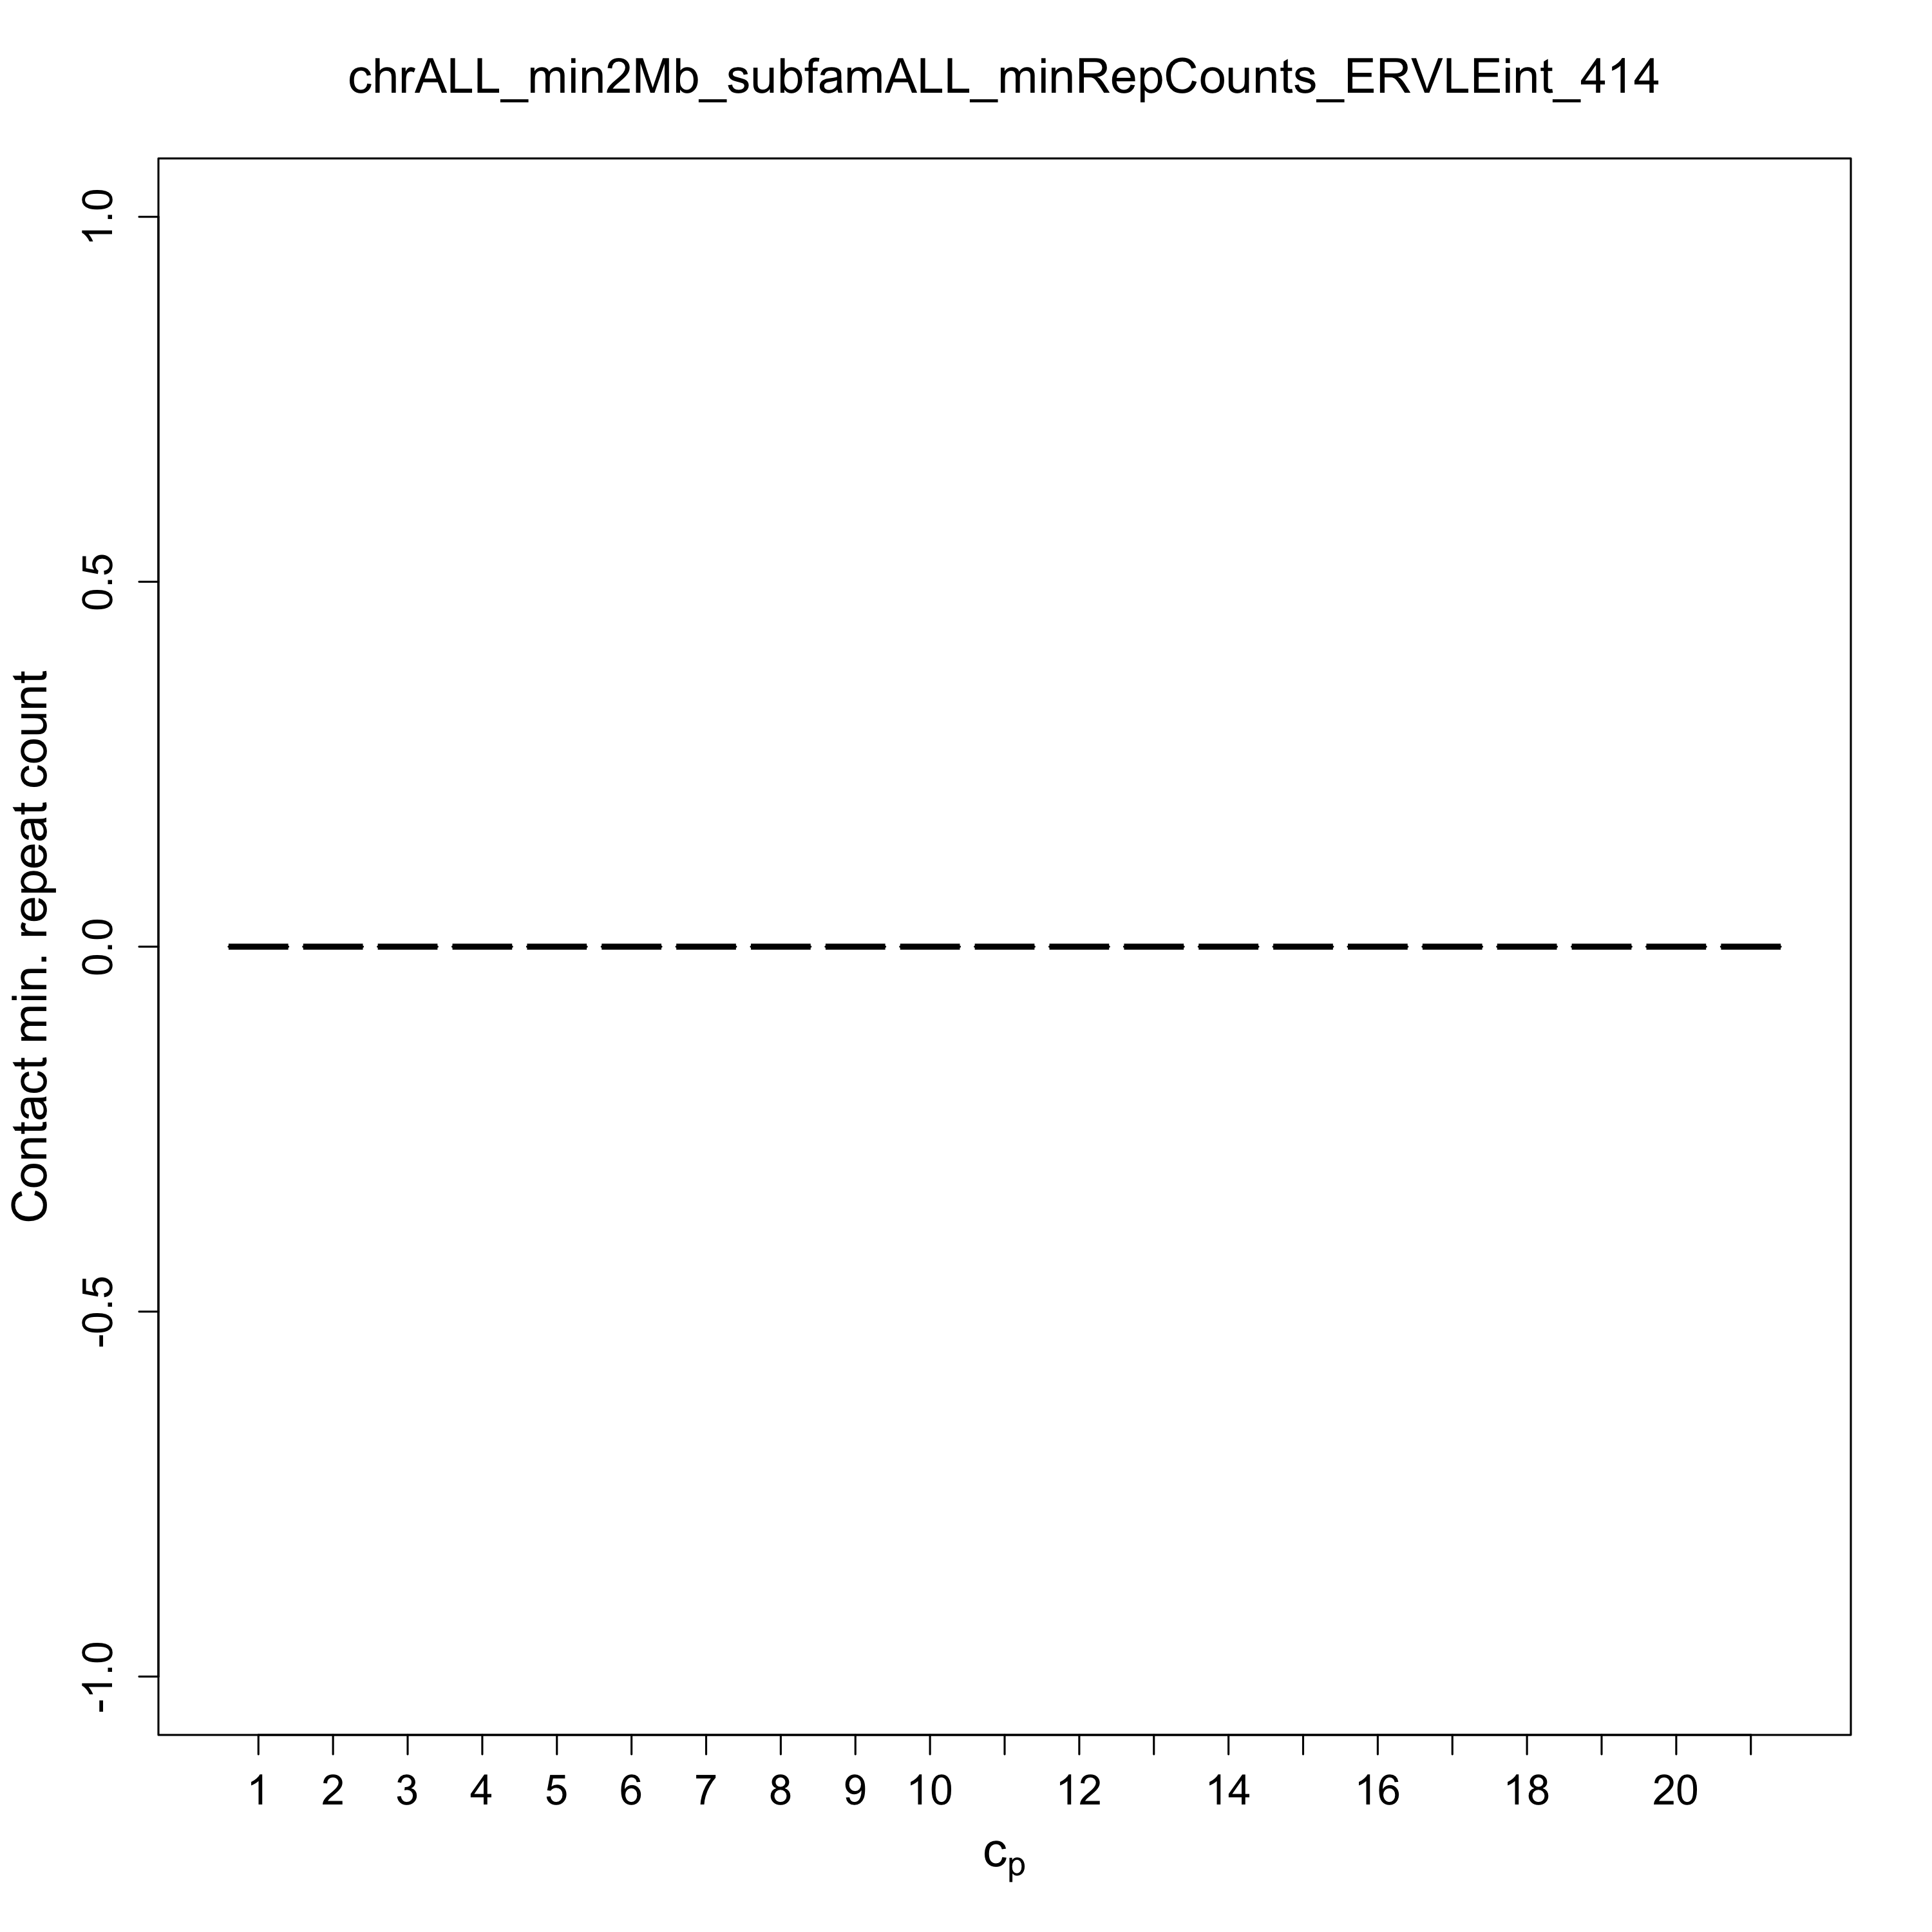 chrALL_min2Mb_subfamALL_minRepCounts_ERVLEint_414
Contact min. repeat count
1.0
0.5
0.0
-0.5
-1.0
1 2 3 4 5 6 7 8 9 10 12 14 16 18 20
cp